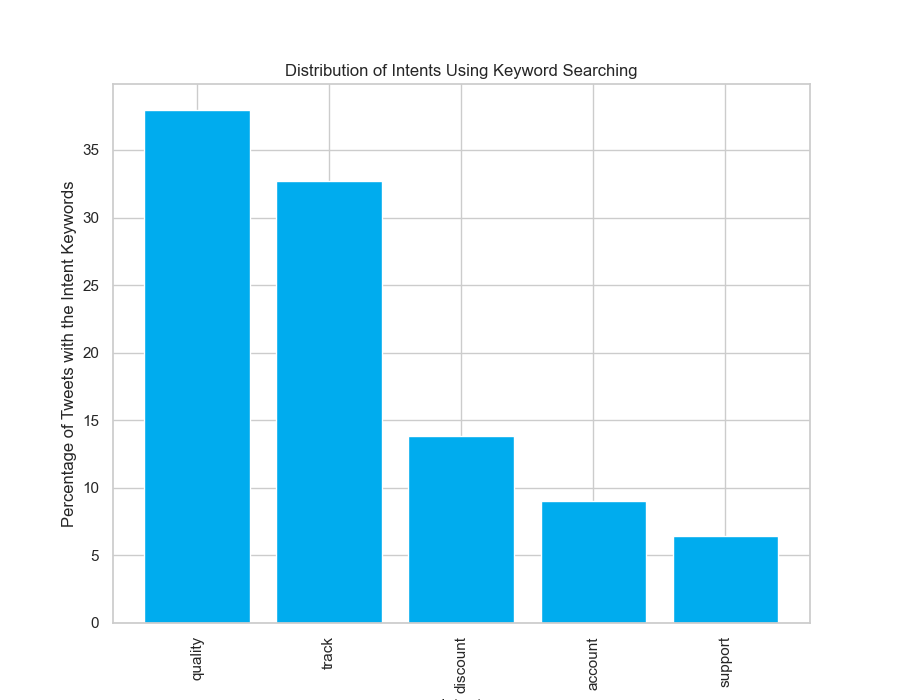 Distribution of Intents Using Keyword Searching
Percentage of Tweets with the Intent Keywords
35
30
25
20
15
10
5
0
quality
track
discount
account
support